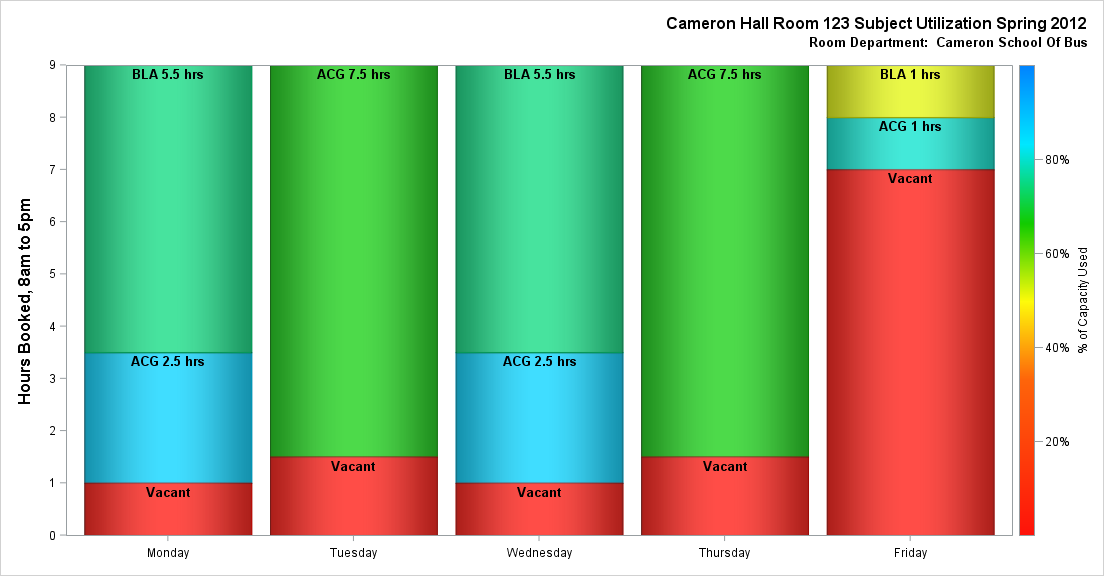 Cameron Hall Room 123 Subject Utilization Spring 2012
Room Department:  Cameron School Of Bus
Hours Booked, 8am to 5pm
9
8
7
6
5
4
3
2
1
0
BLA 5.5 hrs
ACG 2.5 hrs
Vacant
ACG 7.5 hrs
Vacant
BLA 5.5 hrs
ACG 2.5 hrs
Vacant
ACG 7.5 hrs
Vacant
BLA 1 hrs
ACG 1 hrs
Vacant
Monday
Tuesday
Wednesday
Thursday
Friday
80%
60%
40%
20%
% of Capacity Used